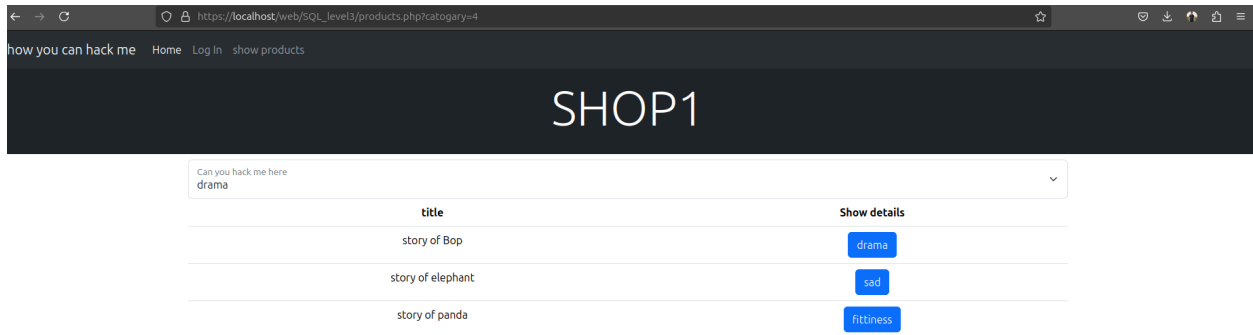 https://localhost/web/SQL_level3/products.php?catogary=4
how you can hack me Home Log In show products
SHOP1
Can you hack me here
drama
title Show details
story of Bop drama
story of elephant sad
story of panda fittiness